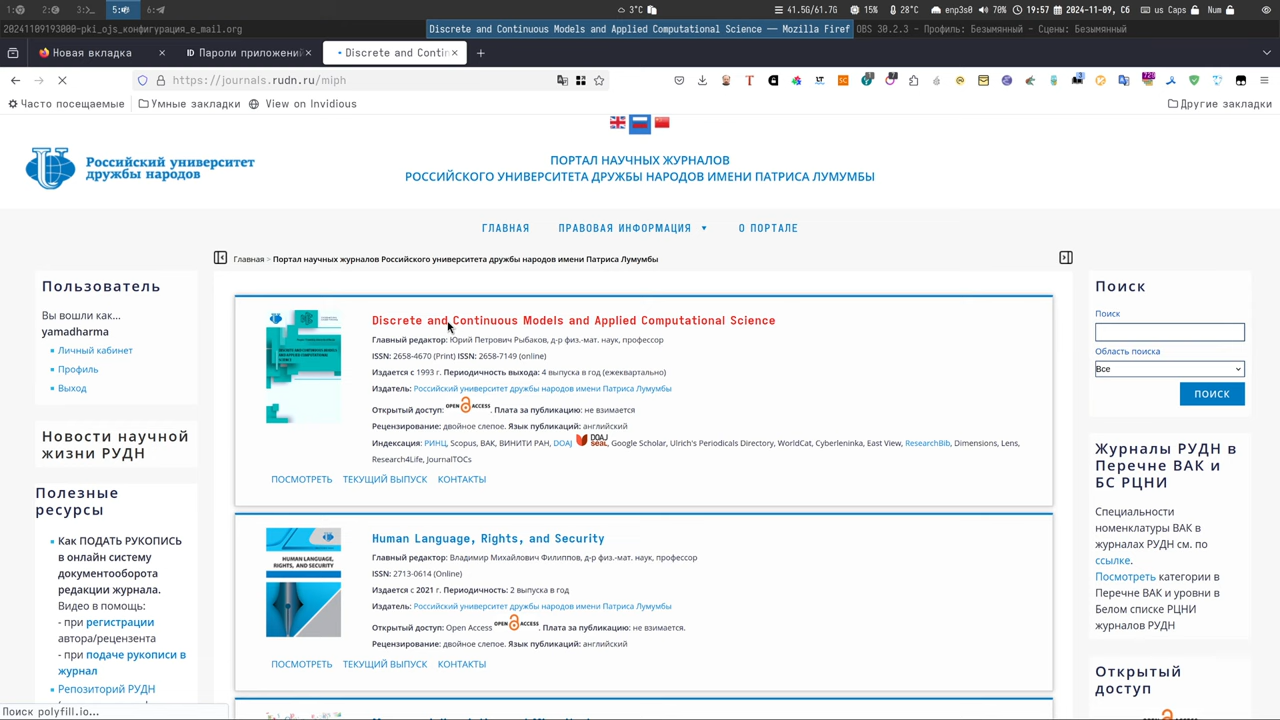 1:
5:
6:
3°C
41.5G/61.7G
15%
28°C
enp3s0
70%
19:57
2024-11-09, Сб
us Caps
Num
20241109193000-pki_ojs_конфигурация_e_mail.org
Discrete and Continuous Models and Applied Computational Science — Mozilla Firef
OBS 30.2.3 - Профиль: Безымянный - Сцены: Безымянный
Новая вкладка
Пароли приложений
Discrete and Contin
https://journals.rudn.ru/miph
Часто посещаемые
Умные закладки
View on Invidious
Другие закладки
Российский университет
дружбы народов
ПОРТАЛ НАУЧНЫХ ЖУРНАЛОВ
РОССИЙСКОГО УНИВЕРСИТЕТА ДРУЖБЫ НАРОДОВ ИМЕНИ ПАТРИСА ЛУМУМБЫ
ГЛАВНАЯ
ПРАВОВАЯ ИНФОРМАЦИЯ ▼
О ПОРТАЛЕ
Главная > Портал научных журналов Российского университета дружбы народов имени Патриса Лумумбы
Пользователь
Вы вошли как...
yamadharma
Личный кабинет
Профиль
Выход
Новости научной
жизни РУДН
Полезные
ресурсы
Как ПОДАТЬ РУКОПИСЬ
в онлайн систему
документооборота
редакции журнала.
Видео в помощь:
- при регистрации
автора/рецензента
- при подаче рукописи в
журнал
Репозиторий РУДН
Поиск polyfill.io...
Discrete and Continuous Models and Applied Computational Science
Главный редактор: Юрий Петрович Рыбаков, д-р физ.-мат. наук, профессор
ISSN: 2658-4670 (Print) ISSN: 2658-7149 (online)
Издается с 1993 г. Периодичность выхода: 4 выпуска в год (ежеквартально)
Издатель: Российский университет дружбы народов имени Патриса Лумумбы
Открытый доступ: OPEN ACCESS. Плата за публикацию: не взимается
Рецензирование: двойное слепое. Язык публикаций: английский
Индексация: РИНЦ, Scopus, ВАК, ВИНИТИ РАН, DOAJ DOAJ SEAL, Google Scholar, Ulrich's Periodicals Directory, WorldCat, Cyberleninka, East View, ResearchBib, Dimensions, Lens,
Research4Life, JournalTOCs
ПОСМОТРЕТЬ
ТЕКУЩИЙ ВЫПУСК
КОНТАКТЫ
HUMAN LANGUAGE,
RIGHTS, AND SECURITY
Human Language, Rights, and Security
Главный редактор: Владимир Михайлович Филиппов, д-р физ.-мат. наук, профессор
ISSN: 2713-0614 (Online)
Издается с 2021 г. Периодичность: 2 выпуска в год
Издатель: Российский университет дружбы народов имени Патриса Лумумбы
Открытый доступ: Open Access OPEN ACCESS. Плата за публикацию: не взимается.
Рецензирование: двойное слепое. Язык публикаций: английский
ПОСМОТРЕТЬ
ТЕКУЩИЙ ВЫПУСК
КОНТАКТЫ
Поиск
Поиск
Область поиска
Все
ПОИСК
Журналы РУДН в
Перечне ВАК и
БС РЦНИ
Специальности
номенклатуры ВАК в
журналах РУДН см. по
ссылке.
Посмотреть категории в
Перечне ВАК и уровни в
Белом списке РЦНИ
журналов РУДН
Открытый
доступ